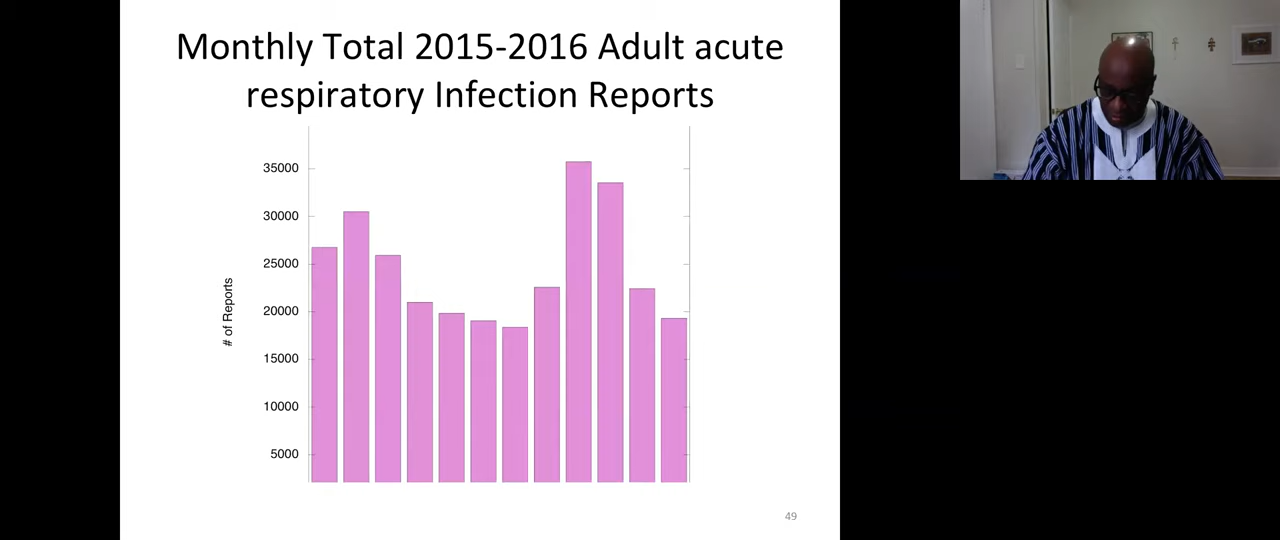 Monthly Total 2015-2016 Adult acute
respiratory Infection Reports
35000
30000
25000
20000
15000
10000
5000
# of Reports
49